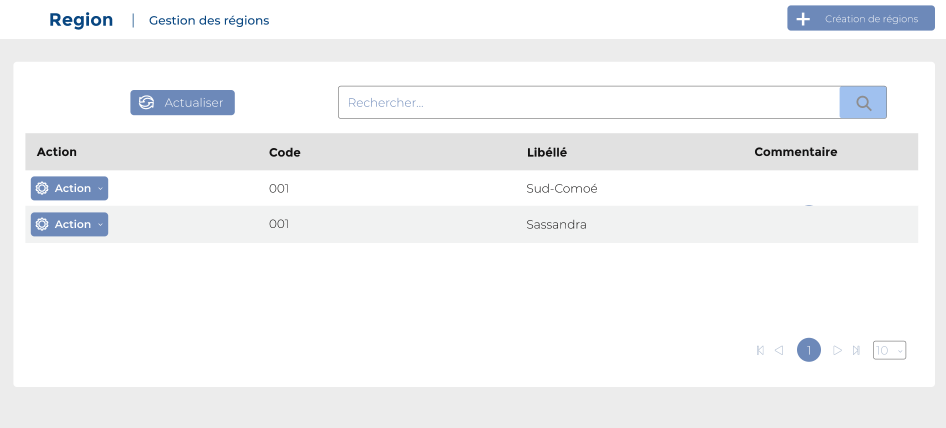 Region | Gestion des régions
Création de régions
Actualiser
Rechercher...
Action Code Libéllé Commentaire
Action 001 Sud-Comoé
Action 001 Sassandra
1 10